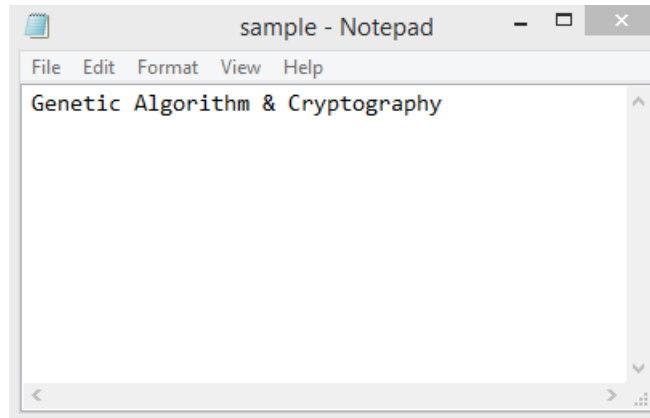 sample - Notepad
File Edit Format View Help
Genetic Algorithm & Cryptography